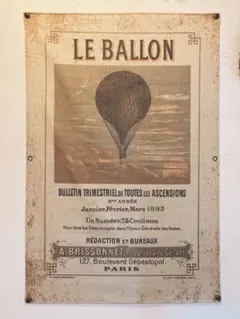 LE BALLON
BULLETIN TRIMESTRIEL DE TOUTES LES ASCENSIONS
Janvier, Février, Mars 1883
Un Numéro: 75 Centimes
RÉDACTION ET BUREAUX
A. BRISSONNET
127, Boulevard Sébastopol
PARIS